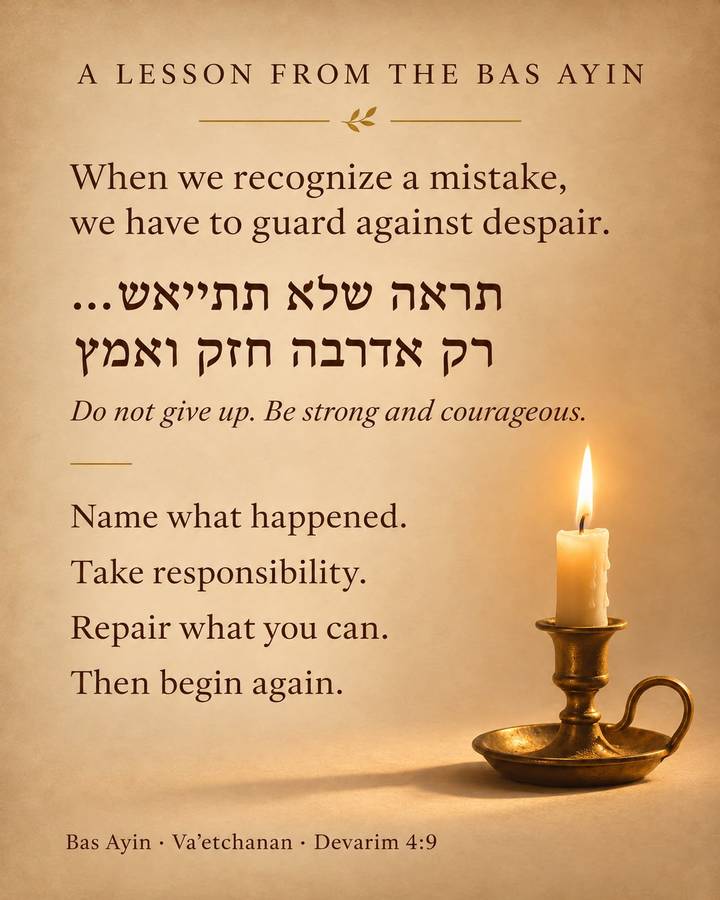 A LESSON FROM THE BAS AYIN
When we recognize a mistake,
we have to guard against despair.
תראה שלא תתייאש...
רק אדרבה חזק ואמץ
Do not give up. Be strong and courageous.
Name what happened.
Take responsibility.
Repair what you can.
Then begin again.
Bas Ayin · Va’etchanan · Devarim 4:9